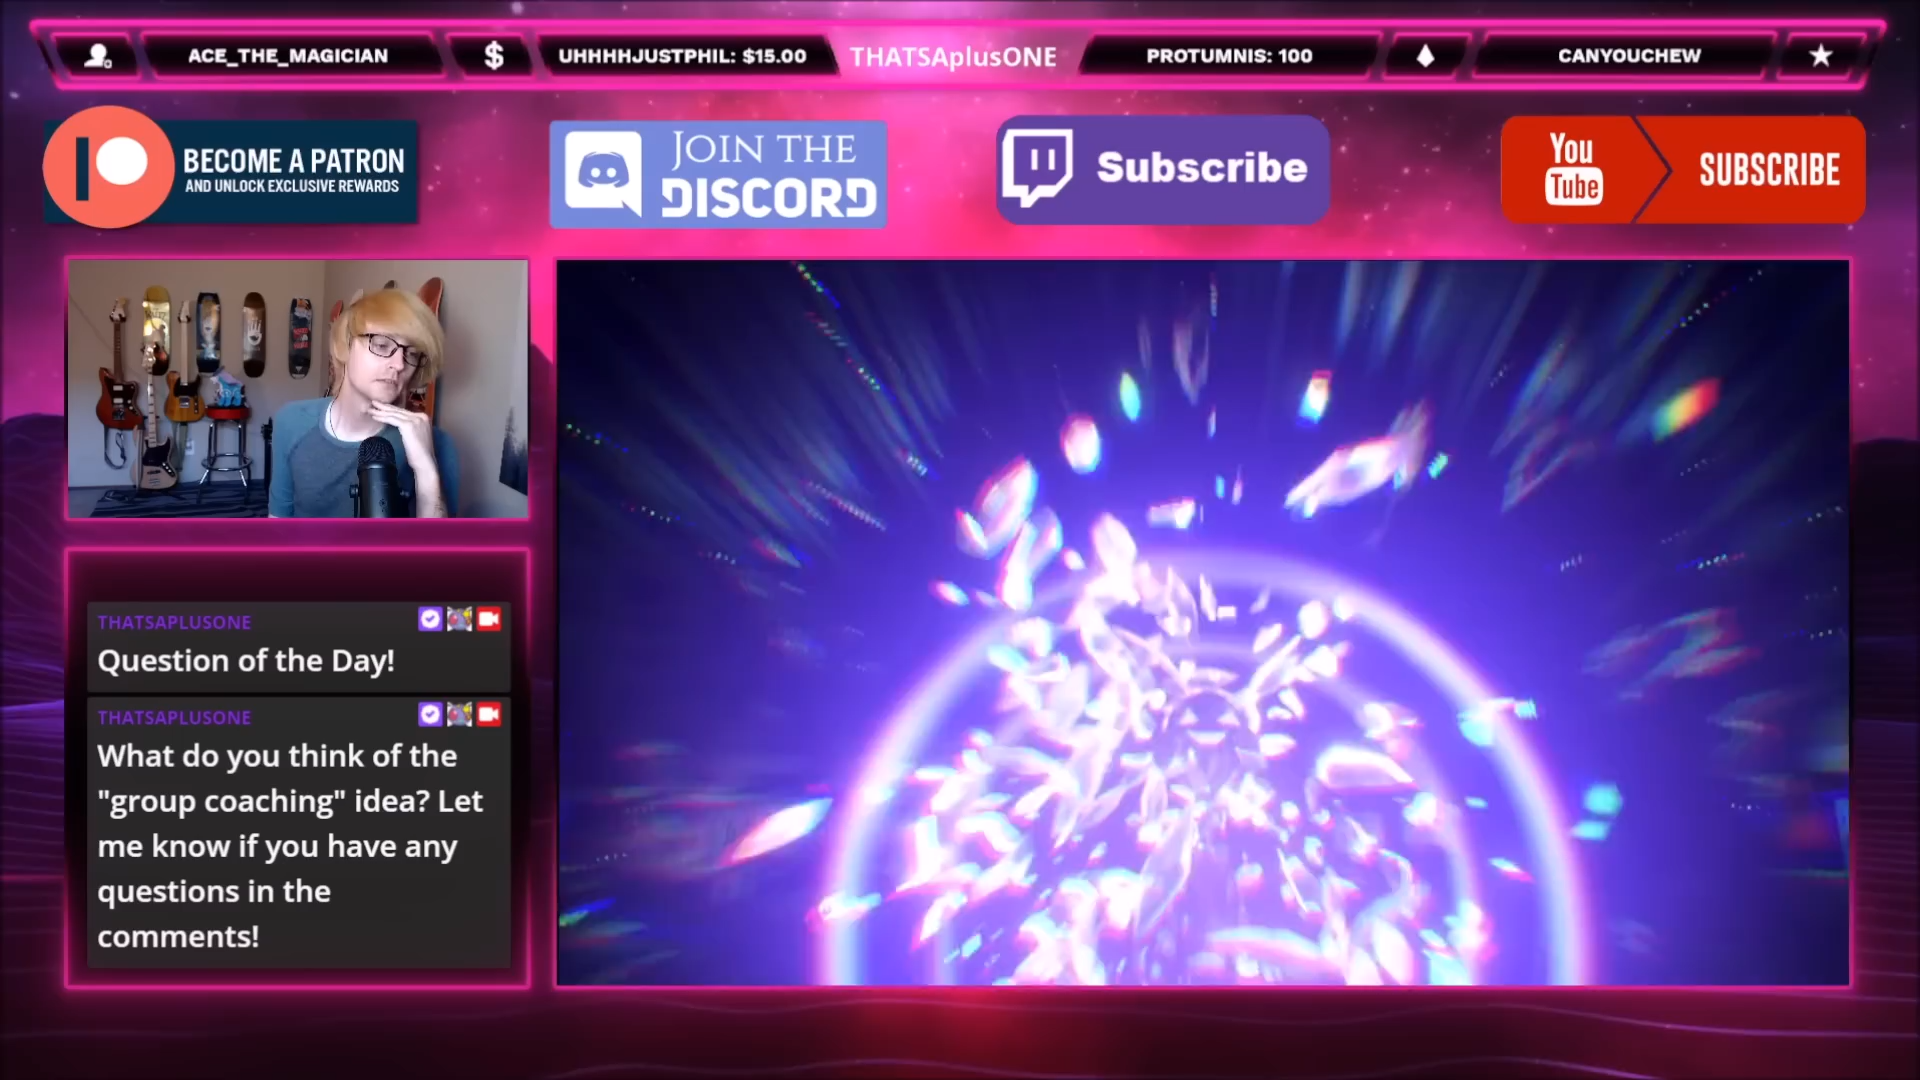 ACE_THE_MAGICIAN
$
UHHHHJUSTPHIL: $15.00
THATSAplusONE
PROTUMNIS: 100
CANYOUCHEW
BECOME A PATRON
AND UNLOCK EXCLUSIVE REWARDS
JOIN THE
DISCORD
Subscribe
You
Tube
SUBSCRIBE
THATSAPLUSONE
Question of the Day!
THATSAPLUSONE
What do you think of the
"group coaching" idea? Let
me know if you have any
questions in the
comments!